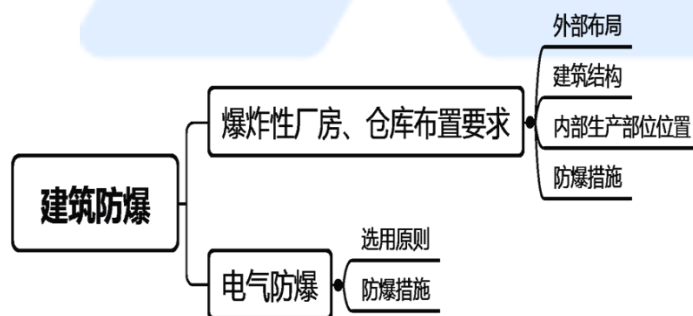 建筑防爆
爆炸性厂房、仓库布置要求
外部布局
建筑结构
内部生产部位位置
防爆措施
电气防爆
选用原则
防爆措施